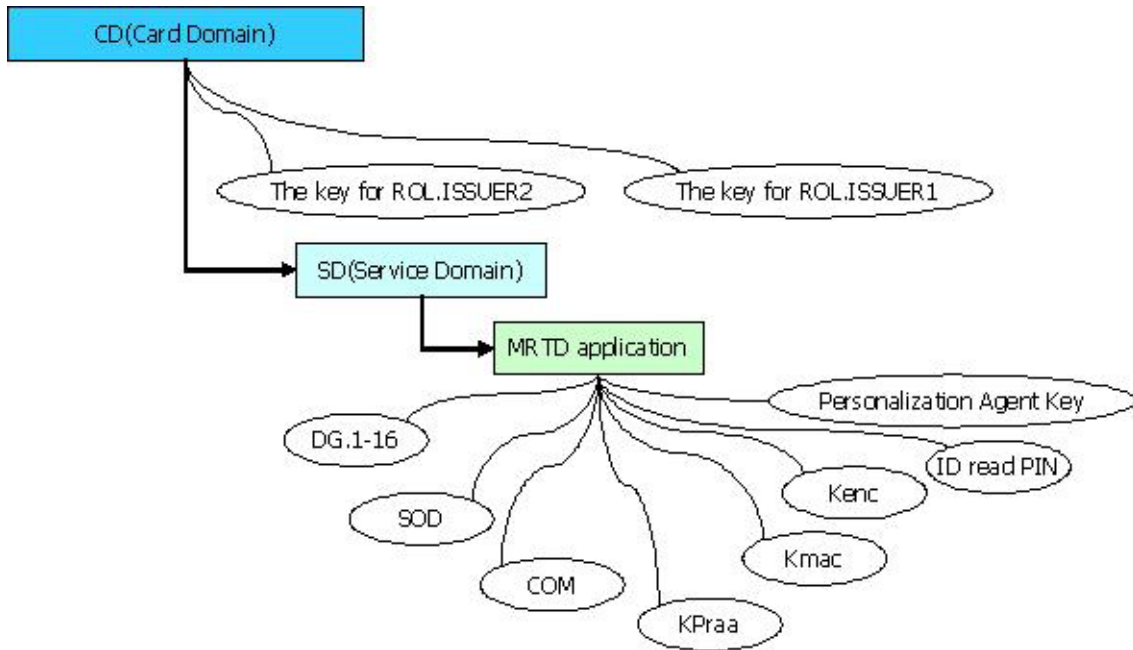 CD(Card Domain)
The key for ROL.ISSUER2
The key for ROL.ISSUER1
SD(Service Domain)
MRTD application
Personalization Agent Key
DG.1-16
ID read PIN
Kenc
SOD
Kmac
COM
KPraa